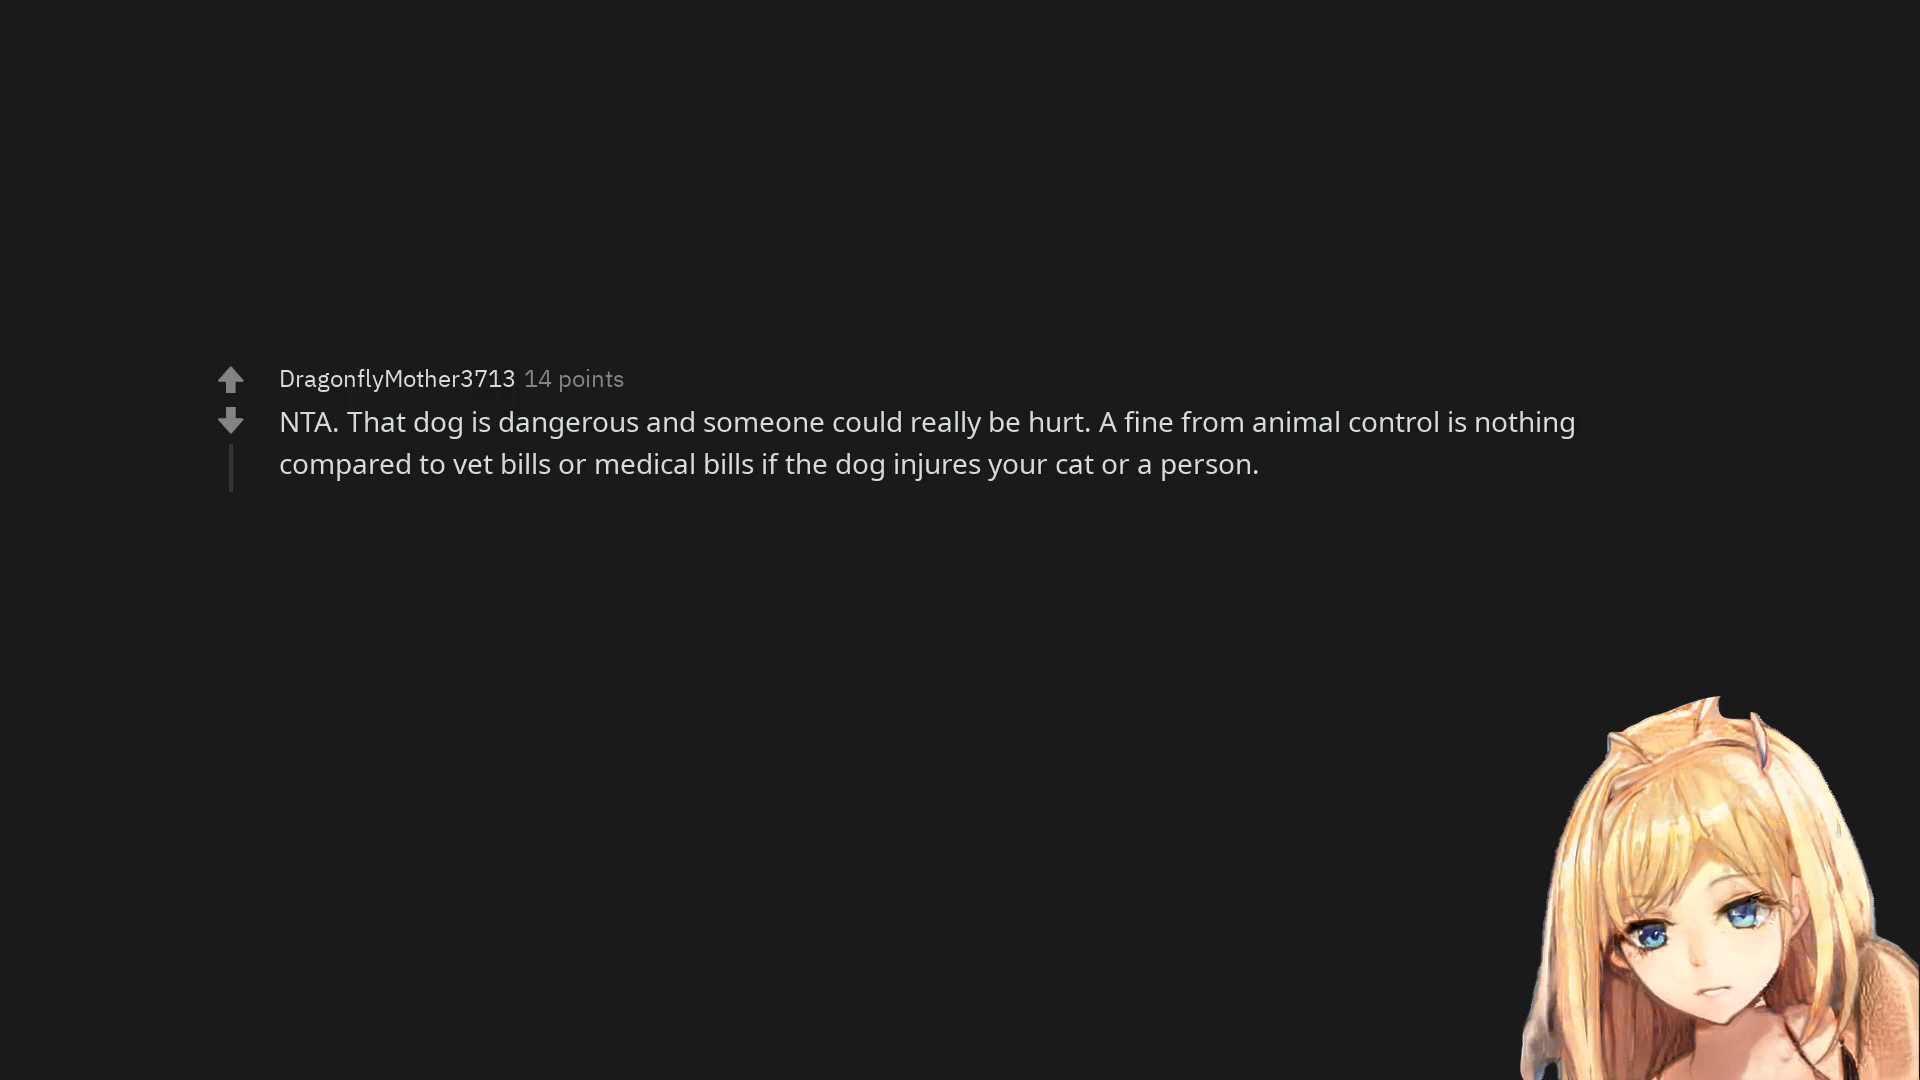 DragonflyMother3713 14 points
NTA. That dog is dangerous and someone could really be hurt. A fine from animal control is nothing
compared to vet bills or medical bills if the dog injures your cat or a person.